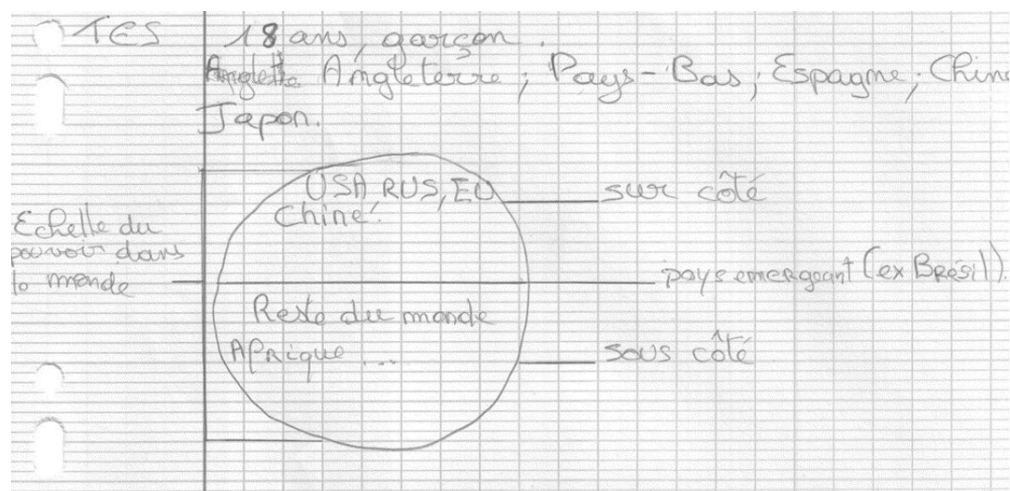 TES 18 ans, garçon.
Anglette Angleterre; Pays-Bas; Espagne; Chine
Japon.
USA RUS, EU
Chine.
sur côté
Echelle du
pouvoir dans
le monde
pays emergeant (ex Brésil).
Reste du monde
Afrique...
sous côté